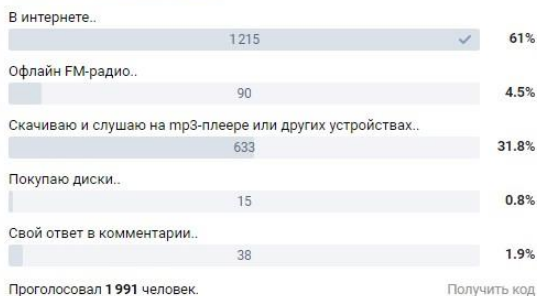 В интернете..
1 215 61%
Офлайн FM-радио..
90 4.5%
Скачиваю и слушаю на mp3-плеере или других устройствах..
633 31.8%
Покупаю диски..
15 0.8%
Свой ответ в комментарии..
38 1.9%
Проголосовал 1 991 человек. Получить код